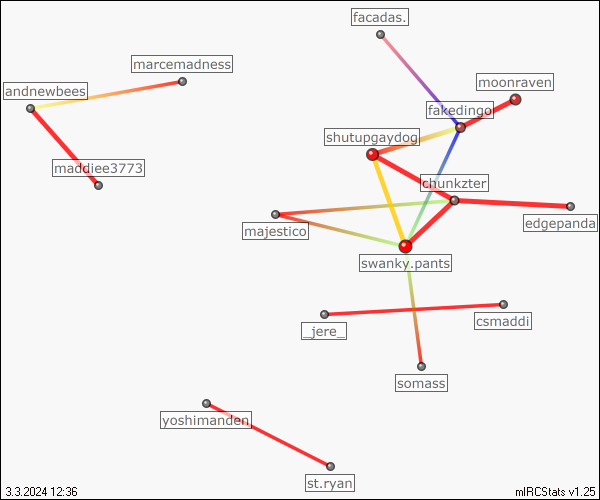 facadas.
marcemadness
moonraven
andnewbees
fakedingo
shutupgaydog
maddiee3773
chunkzter
edgepanda
majestico
swanky.pants
csmaddi
_jere_
somass
yoshimanden
st.ryan
3.3.2024 12:36
mIRCStats v1.25